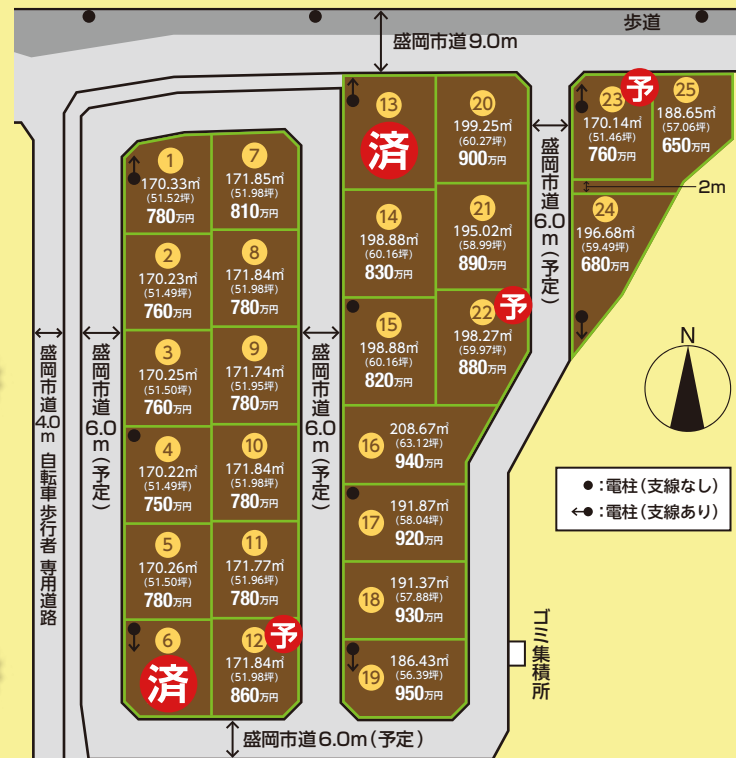 歩道
盛岡市道9.0m
1
170.33㎡
(51.52坪)
780万円
2
170.23㎡
(51.49坪)
760万円
3
170.25㎡
(51.50坪)
760万円
4
170.22㎡
(51.49坪)
750万円
5
170.26㎡
(51.50坪)
780万円
6
済
7
171.85㎡
(51.98坪)
810万円
8
171.84㎡
(51.98坪)
780万円
9
171.74㎡
(51.95坪)
780万円
10
171.84㎡
(51.98坪)
780万円
11
171.77㎡
(51.96坪)
780万円
12
予
171.84㎡
(51.98坪)
860万円
13
済
14
198.88㎡
(60.16坪)
830万円
15
198.88㎡
(60.16坪)
820万円
16
208.67㎡
(63.12坪)
940万円
17
191.87㎡
(58.04坪)
920万円
18
191.37㎡
(57.88坪)
930万円
19
186.43㎡
(56.39坪)
950万円
20
199.25㎡
(60.27坪)
900万円
21
195.02㎡
(58.99坪)
890万円
22
予
198.27㎡
(59.97坪)
880万円
23
予
170.14㎡
(51.46坪)
760万円
24
196.68㎡
(59.49坪)
680万円
25
188.65㎡
(57.06坪)
650万円
2m
盛岡市道4.0m 自転車 歩行者 専用道路
盛岡市道6.0m(予定)
盛岡市道6.0m(予定)
盛岡市道6.0m(予定)
盛岡市道6.0m(予定)
N
●:電柱(支線なし)
←●:電柱(支線あり)
ゴミ集積所